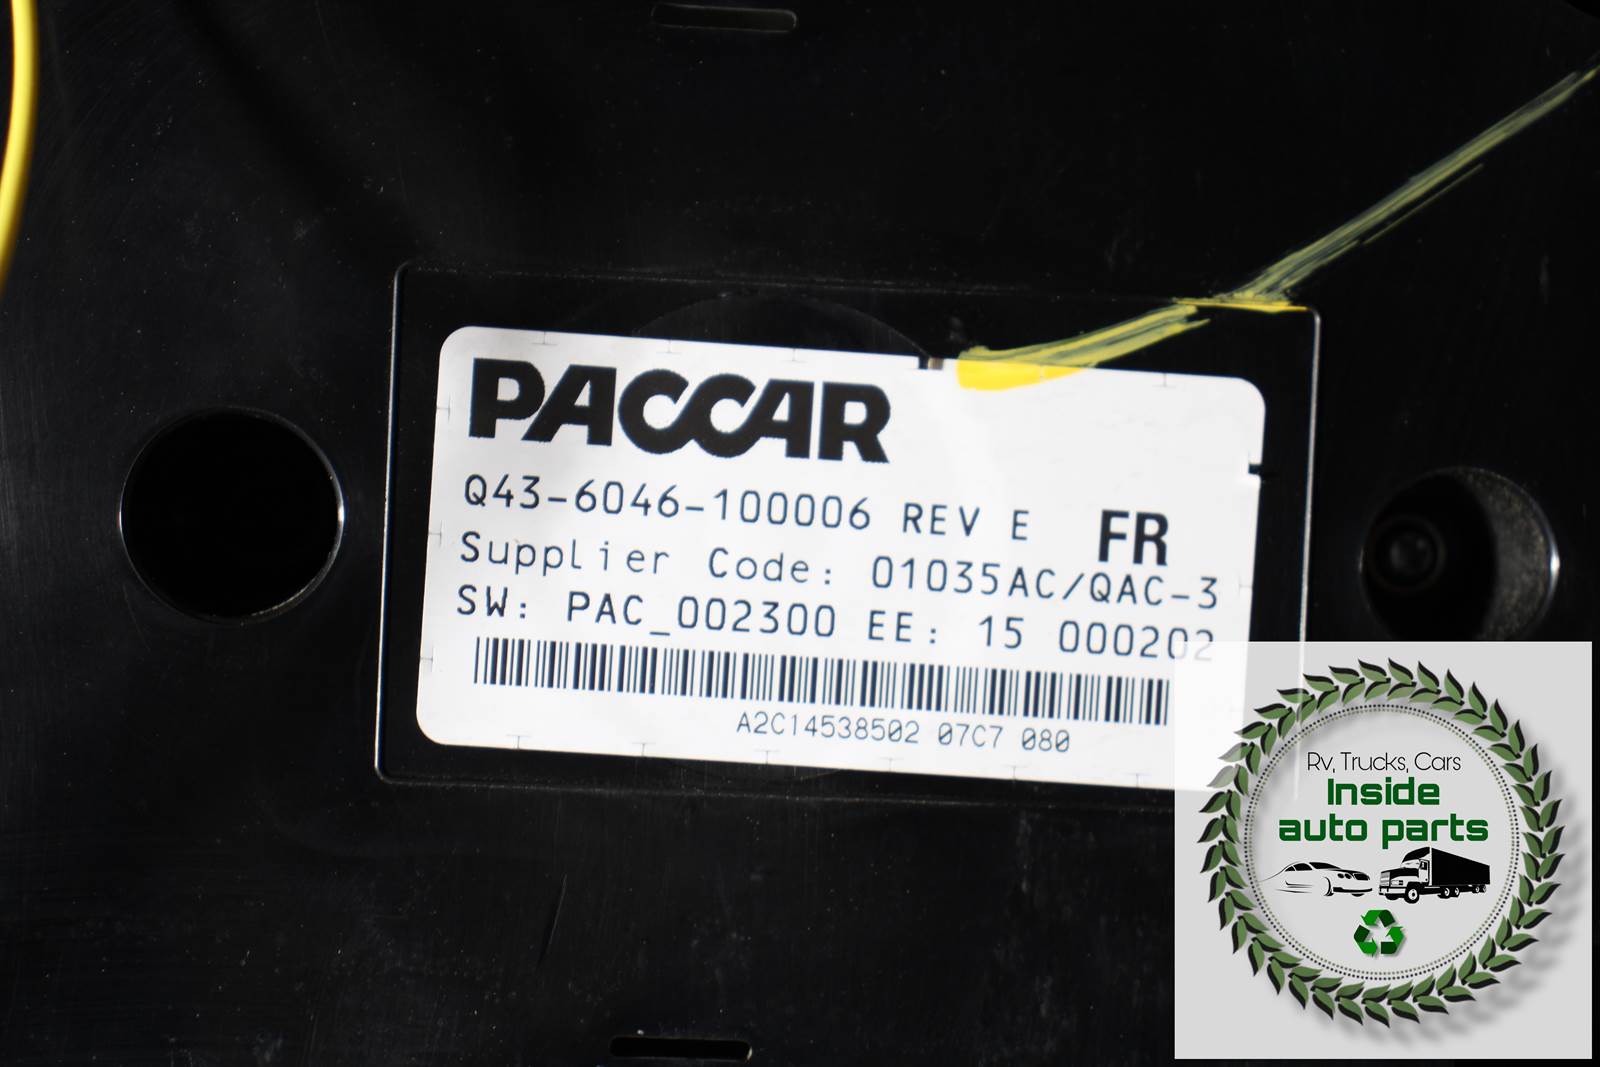 PACCAR
Q43-6046-100006 REV E FR
Supplier Code: 01035AC/QAC-3
SW: PAC_002300 EE: 15 000202
A2C14538502 07C7 080
Rv, Trucks, Cars
Inside
auto parts